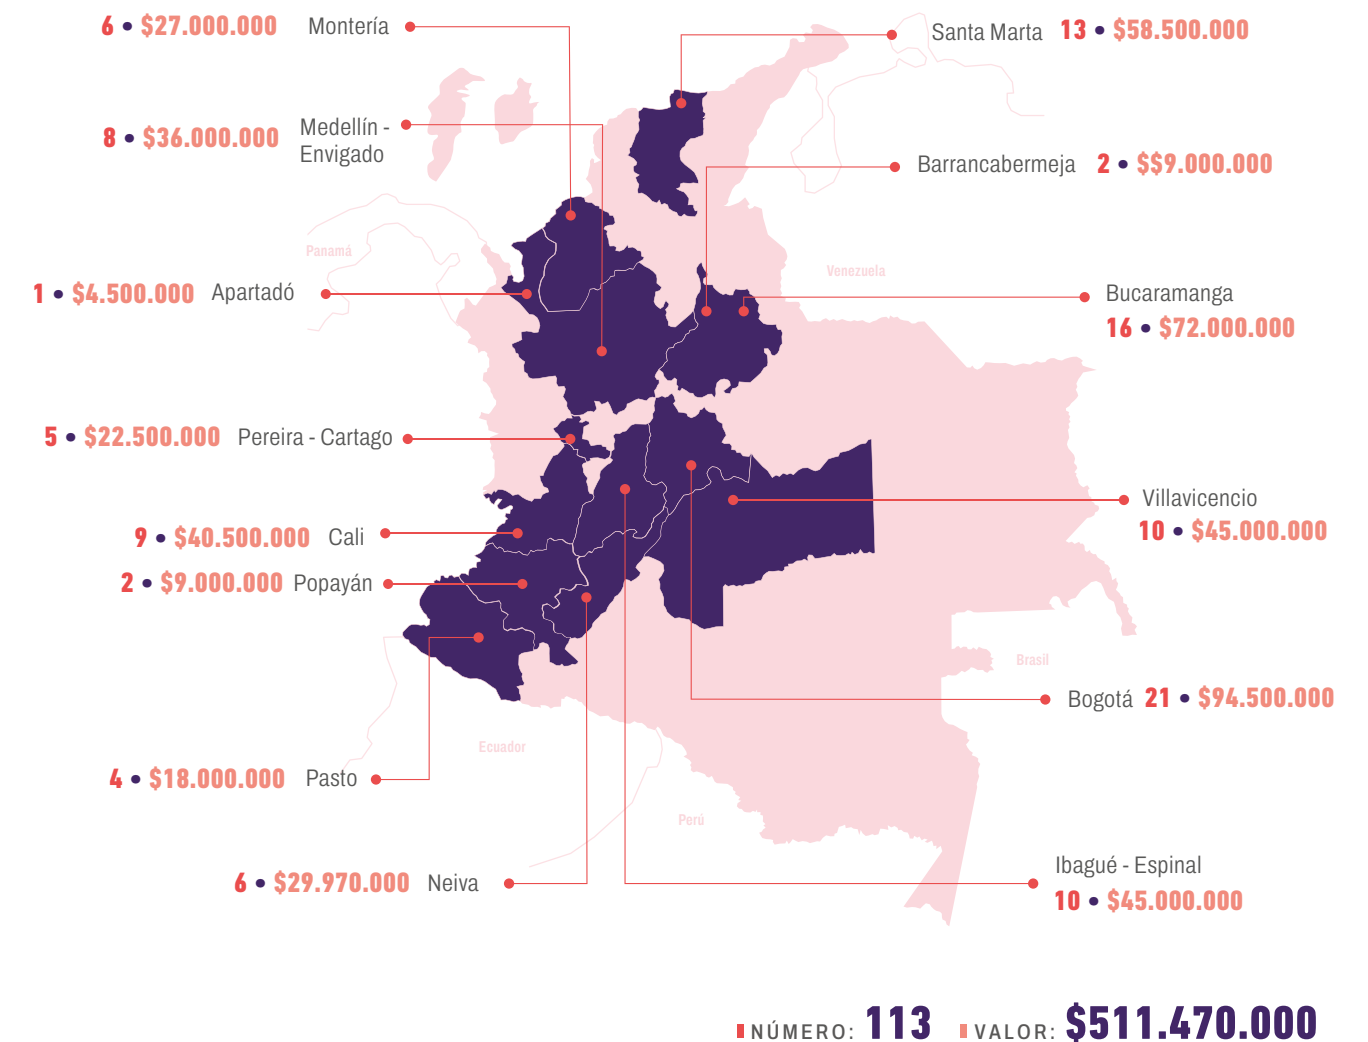 6 • $27.000.000 Montería
Santa Marta 13 • $58.500.000
8 • $36.000.000 Medellín -
Envigado
Barrancabermeja 2 • $$9.000.000
Panamá
Venezuela
1 • $4.500.000 Apartadó
Bucaramanga
16 • $72.000.000
5 • $22.500.000 Pereira - Cartago
Villavicencio
10 • $45.000.000
9 • $40.500.000 Cali
2 • $9.000.000 Popayán
Brasil
Bogotá 21 • $94.500.000
Ecuador
4 • $18.000.000 Pasto
Perú
6 • $29.970.000 Neiva
Ibagué - Espinal
10 • $45.000.000
NÚMERO: 113 VALOR: $511.470.000